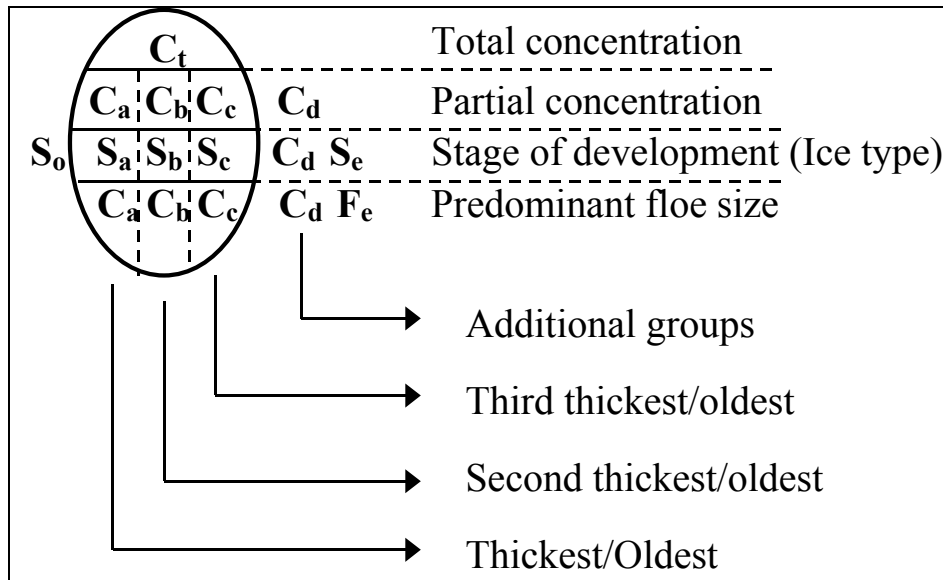 Ct Total concentration
Ca Cb Cc Cd Partial concentration
So Sa Sb Sc Cd Se Stage of development (Ice type)
Ca Cb Cc Cd Fe Predominant floe size
Additional groups
Third thickest/oldest
Second thickest/oldest
Thickest/Oldest